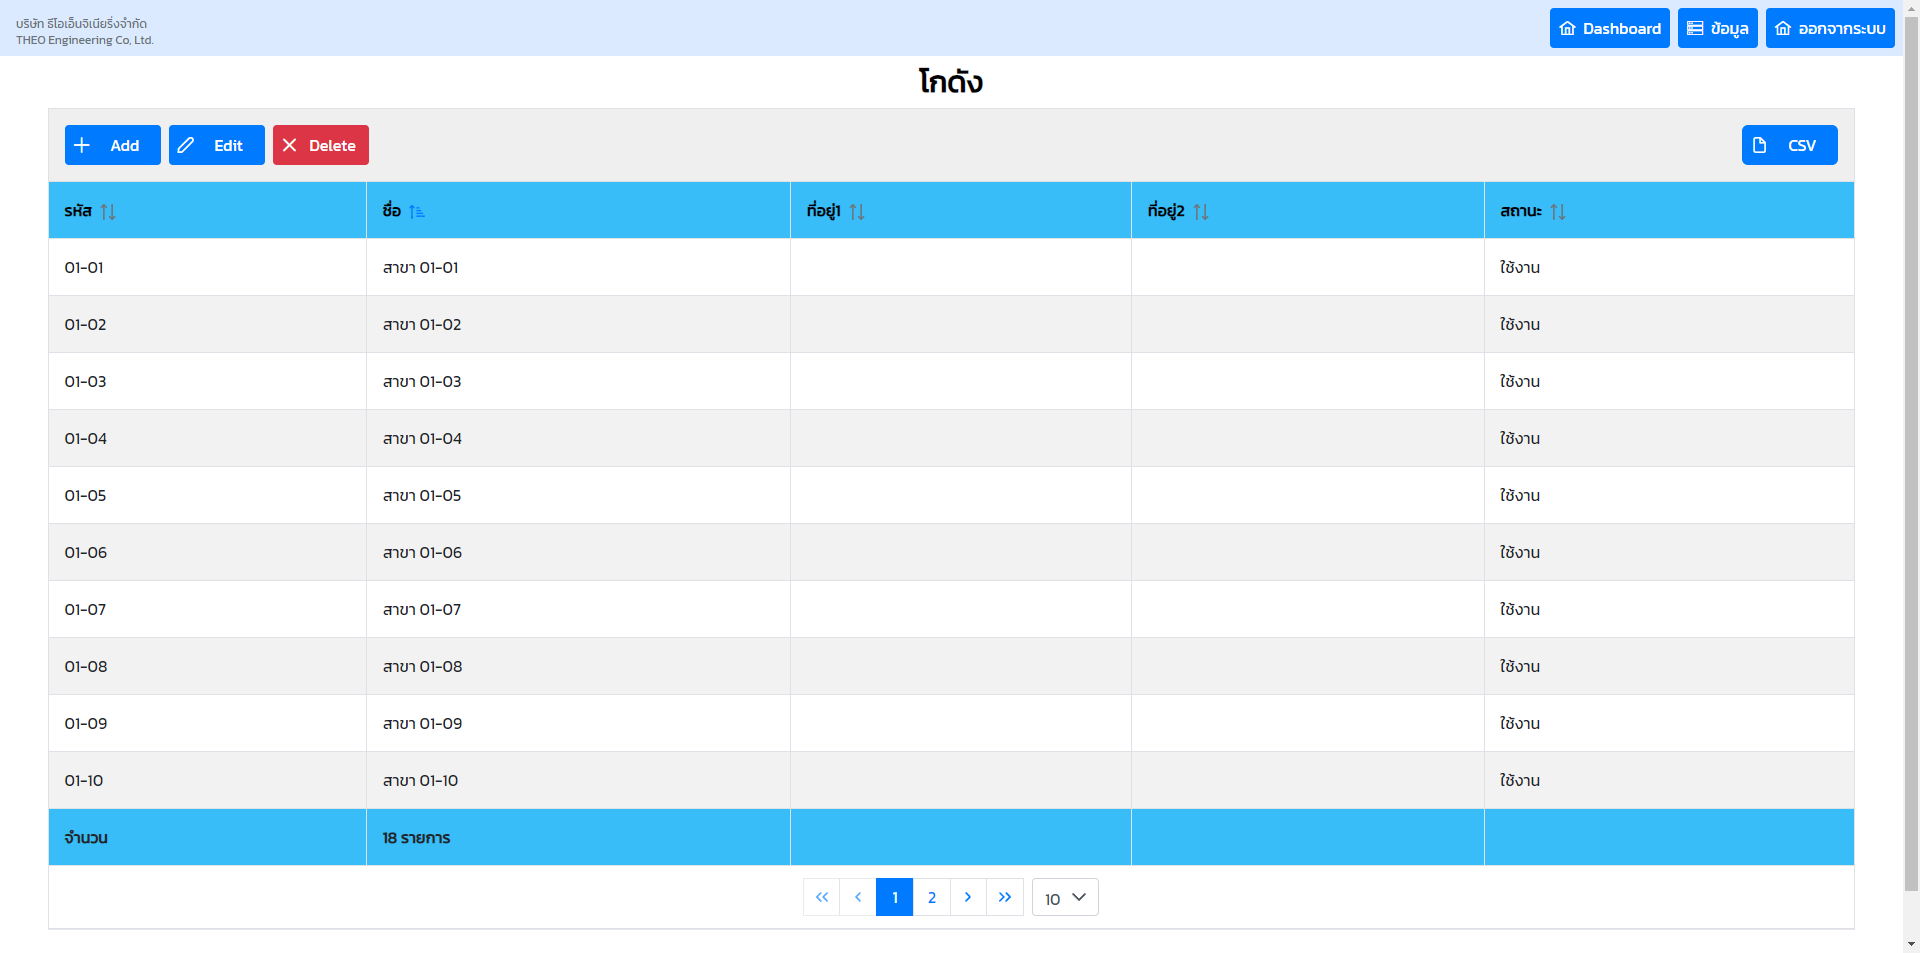 บริษัท ธีโอเอ็นจิเนียริ่งจำกัด
THEO Engineering Co, Ltd.
Dashboard ข้อมูล ออกจากระบบ
โกดัง
Add Edit Delete CSV
รหัส ชื่อ ที่อยู่1 ที่อยู่2 สถานะ
01-01 สาขา 01-01 ใช้งาน
01-02 สาขา 01-02 ใช้งาน
01-03 สาขา 01-03 ใช้งาน
01-04 สาขา 01-04 ใช้งาน
01-05 สาขา 01-05 ใช้งาน
01-06 สาขา 01-06 ใช้งาน
01-07 สาขา 01-07 ใช้งาน
01-08 สาขา 01-08 ใช้งาน
01-09 สาขา 01-09 ใช้งาน
01-10 สาขา 01-10 ใช้งาน
จำนวน 18 รายการ
1 2 10